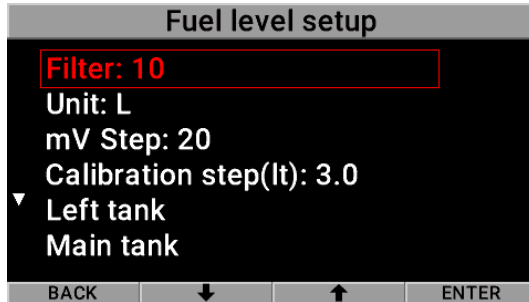 Fuel level setup
Filter: 10
Unit: L
mV Step: 20
Calibration step(lt): 3.0
Left tank
Main tank
BACK ENTER